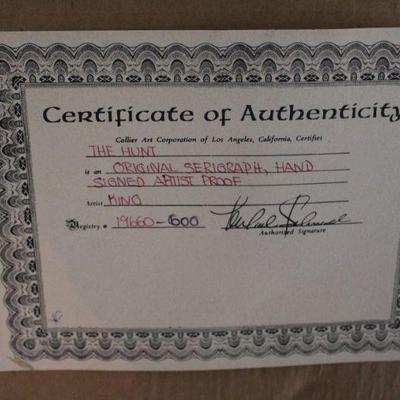 Certificate of Authenticity
Collier Art Corporation of Los Angeles, California, Certifies
THE HUNT
is an ORIGINAL SERIGRAPH, HAND
SIGNED ARTIST PROOF
Artist KING
Registry # 19660-600
Authorized Signature